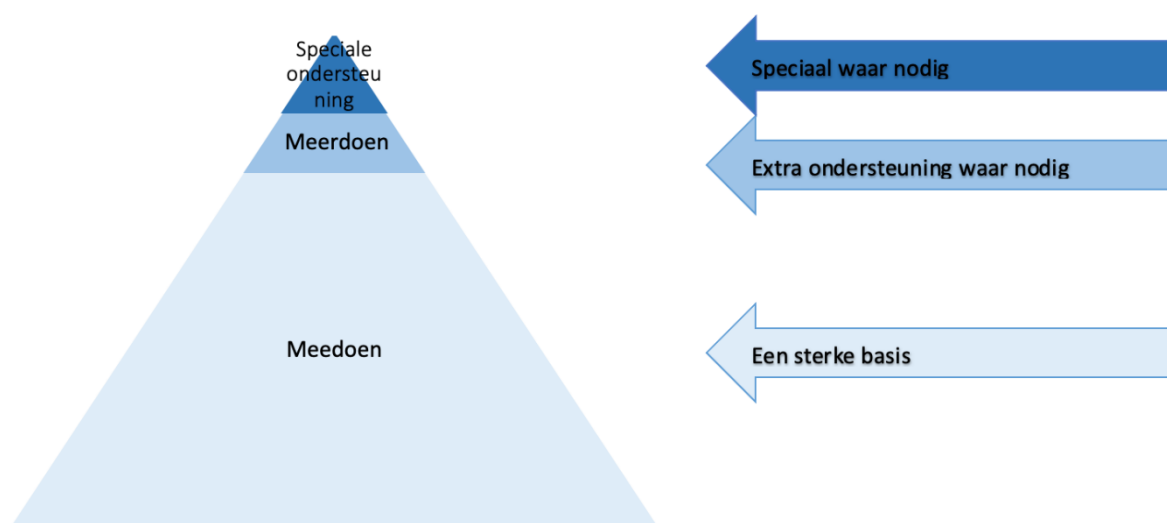 Speciale
ondersteu
ning
Meerdoen
Meedoen
Speciaal waar nodig
Extra ondersteuning waar nodig
Een sterke basis